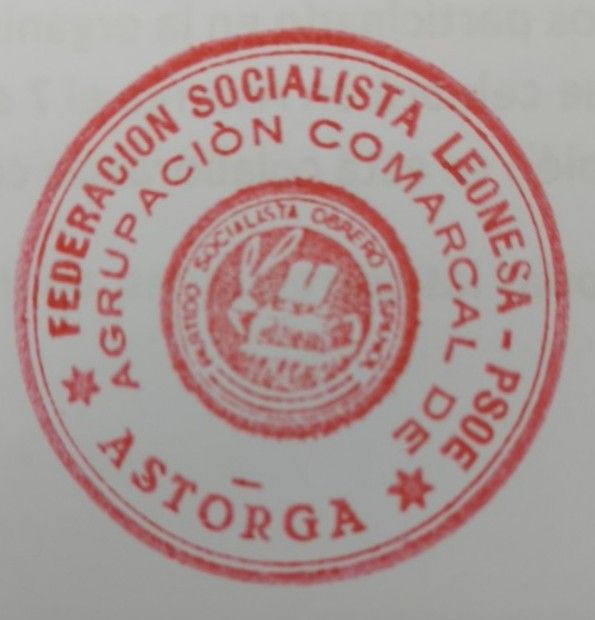 FEDERACION SOCIALISTA LEONESA - PSOE
AGRUPACIÒN COMARCAL DE
ASTORGA
PARTIDO SOCIALISTA OBRERO ESPAÑOL